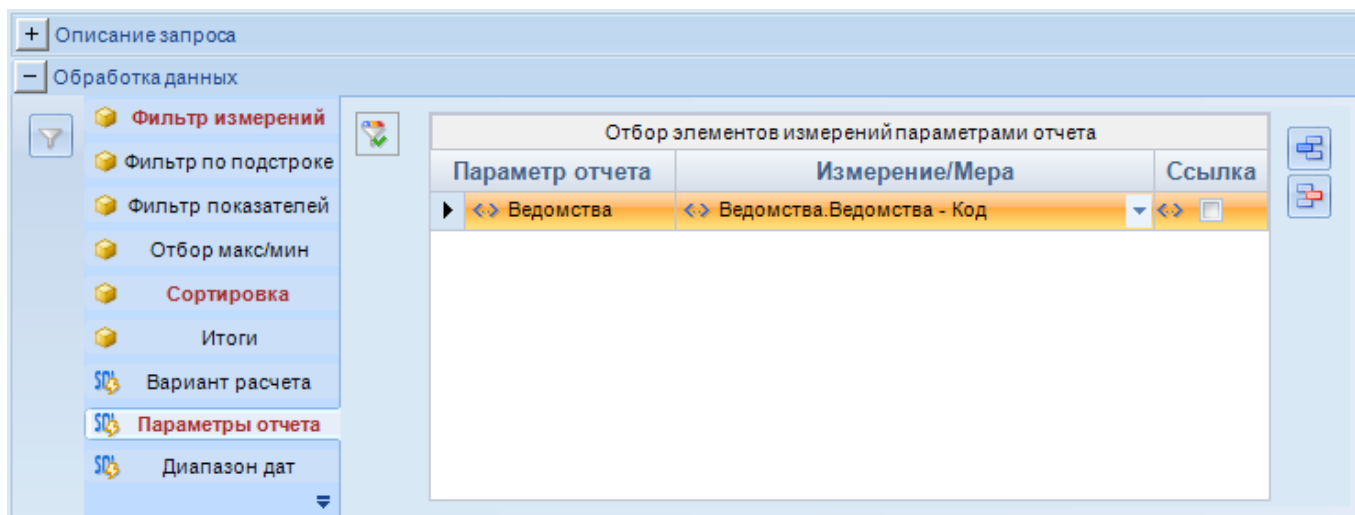 Описание запроса
Обработка данных
Фильтр измерений
Фильтр по подстроке
Фильтр показателей
Отбор макс/мин
Сортировка
Итоги
Вариант расчета
Параметры отчета
Диапазон дат
Отбор элементов измерений параметрами отчета
Параметр отчета Измерение/Мера Ссылка
Ведомства Ведомства.Ведомства - Код